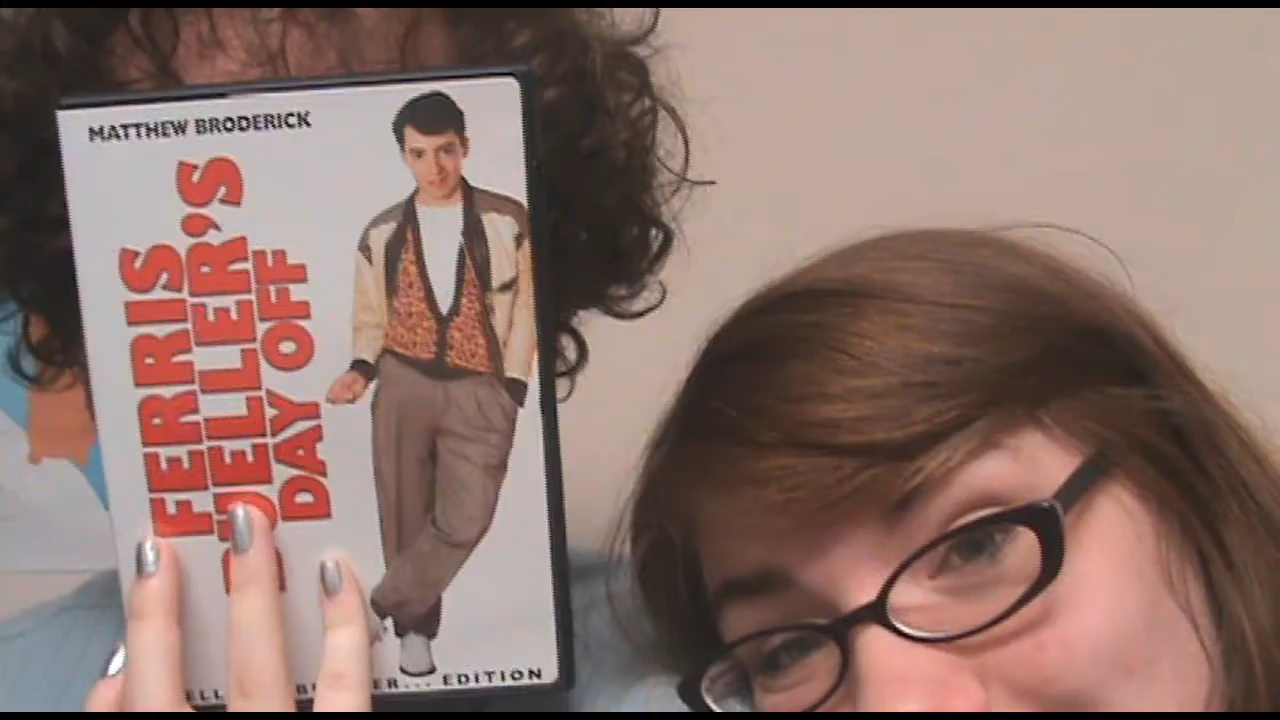 MATTHEW BRODERICK
FERRIS
BUELLER'S
DAY OFF
EDITION